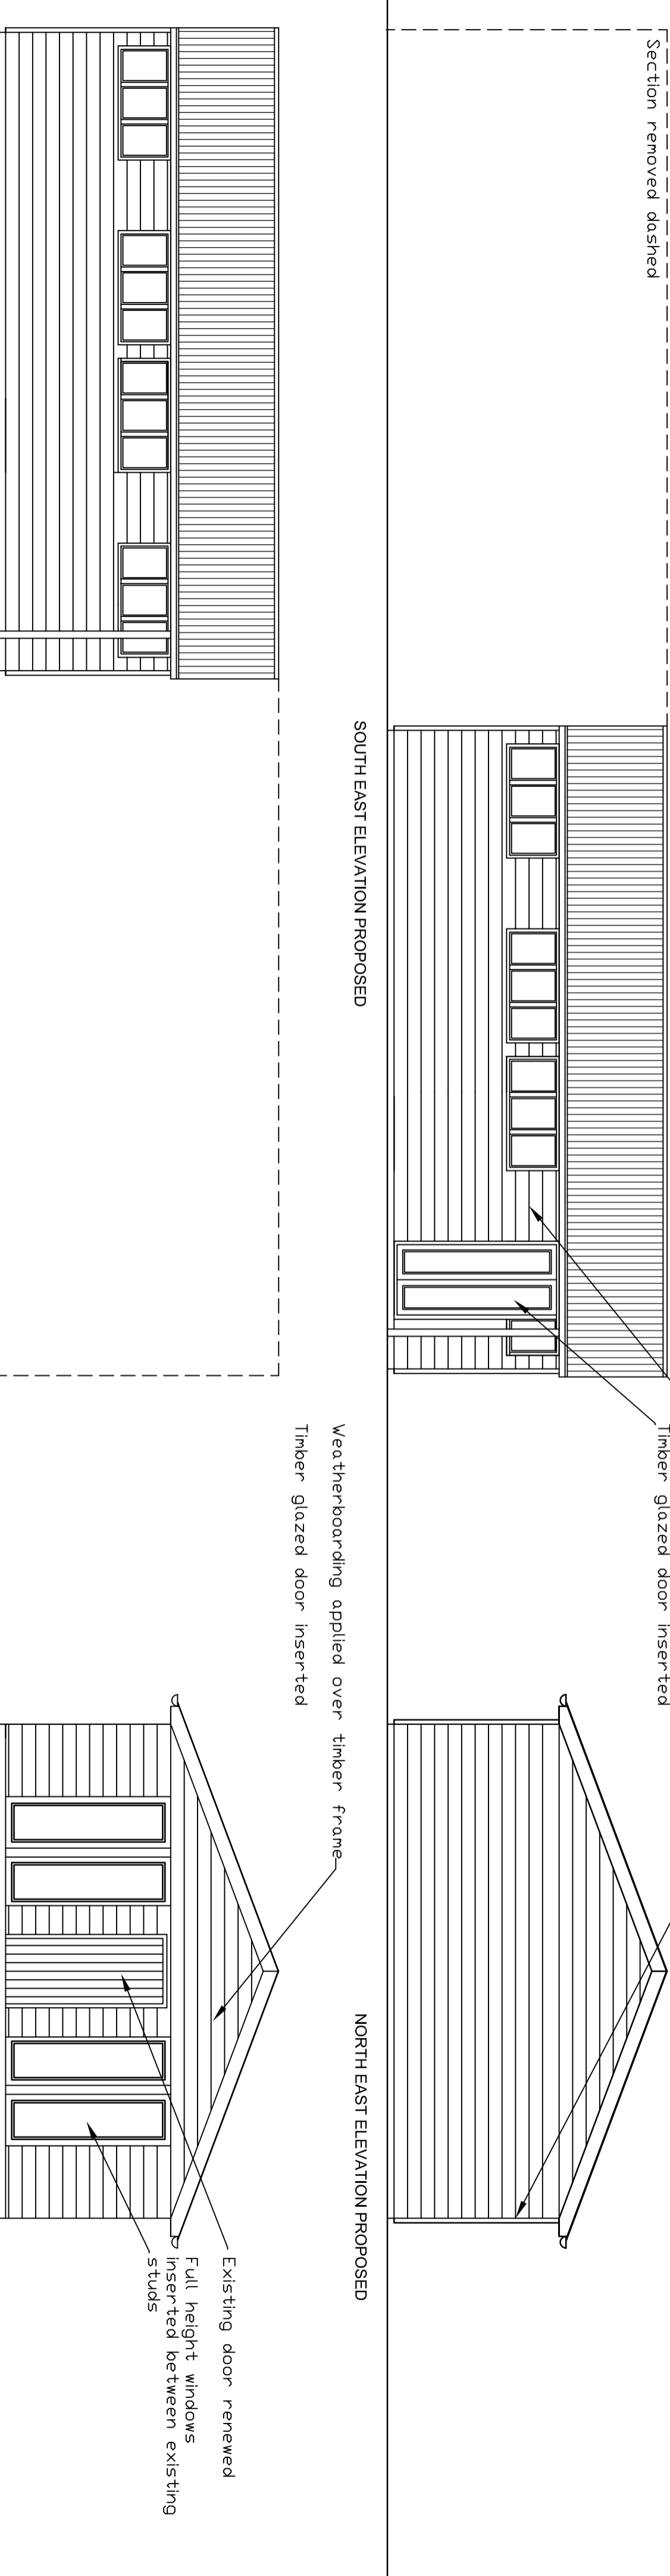 Section removed dashed
Timber glazed door inserted
SOUTH EAST ELEVATION PROPOSED
NORTH EAST ELEVATION PROPOSED
Weatherboarding applied over timber frame
Timber glazed door inserted
Existing door renewed
Full height windows
inserted between existing
studs